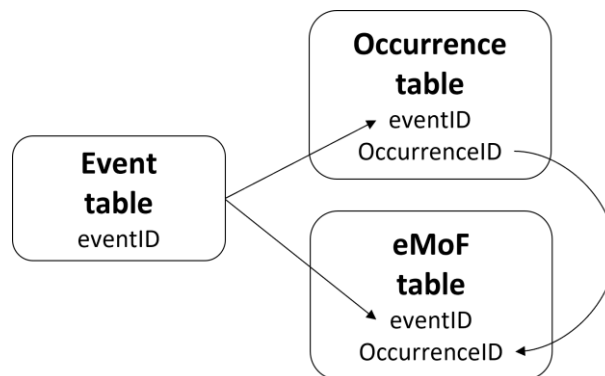 Event
table
eventID
Occurrence
table
eventID
OccurrenceID
eMoF
table
eventID
OccurrenceID